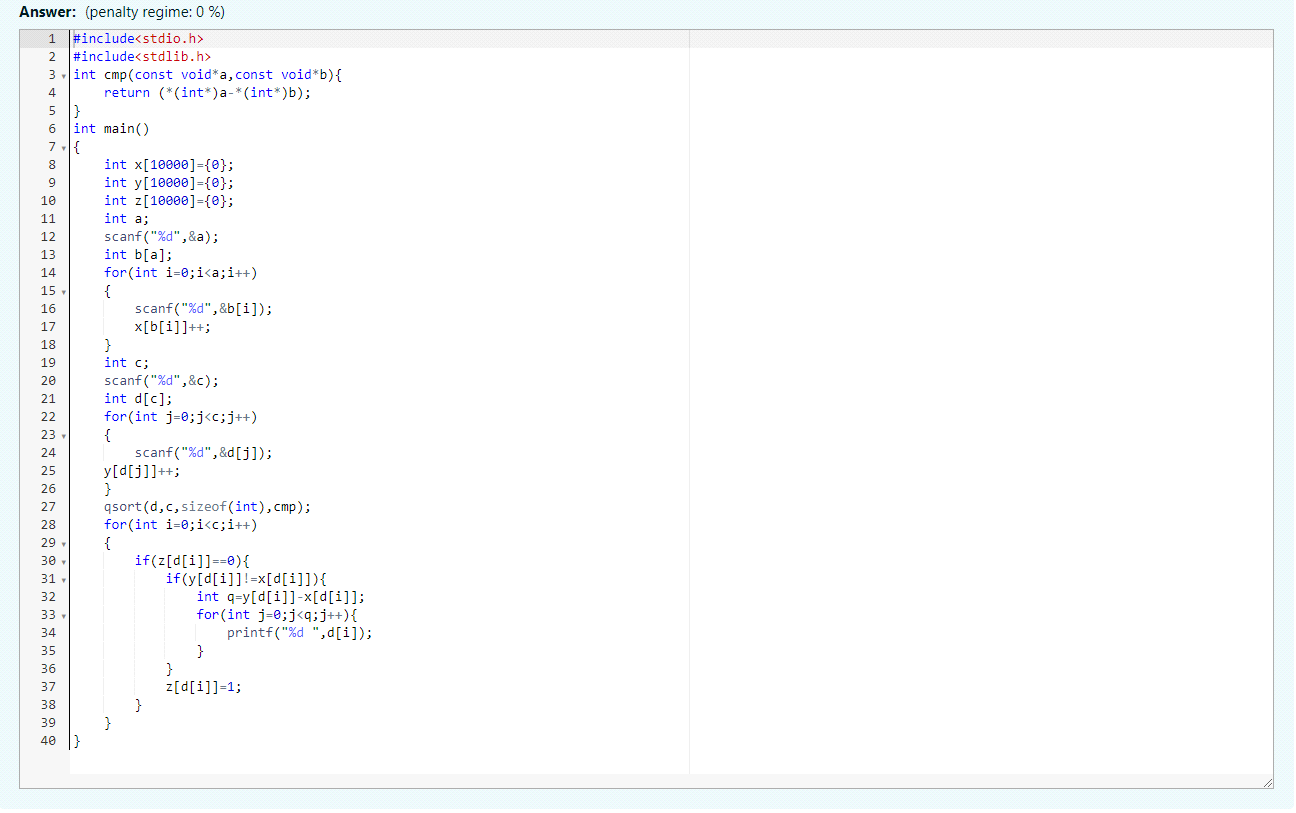 Answer: (penalty regime: 0 %)
1 #include<stdio.h>
2 #include<stdlib.h>
3 int cmp(const void*a,const void*b){
4     return (*(int*)a-*(int*)b);
5 }
6 int main()
7 {
8     int x[10000]={0};
9     int y[10000]={0};
10     int z[10000]={0};
11     int a;
12     scanf("%d",&a);
13     int b[a];
14     for(int i=0;i<a;i++)
15     {
16         scanf("%d",&b[i]);
17         x[b[i]]++;
18     }
19     int c;
20     scanf("%d",&c);
21     int d[c];
22     for(int j=0;j<c;j++)
23     {
24         scanf("%d",&d[j]);
25     y[d[j]]++;
26     }
27     qsort(d,c,sizeof(int),cmp);
28     for(int i=0;i<c;i++)
29     {
30         if(z[d[i]]==0){
31             if(y[d[i]]!=x[d[i]]){
32                 int q=y[d[i]]-x[d[i]];
33                 for(int j=0;j<q;j++){
34                     printf("%d ",d[i]);
35                 }
36             }
37             z[d[i]]=1;
38         }
39     }
40 }